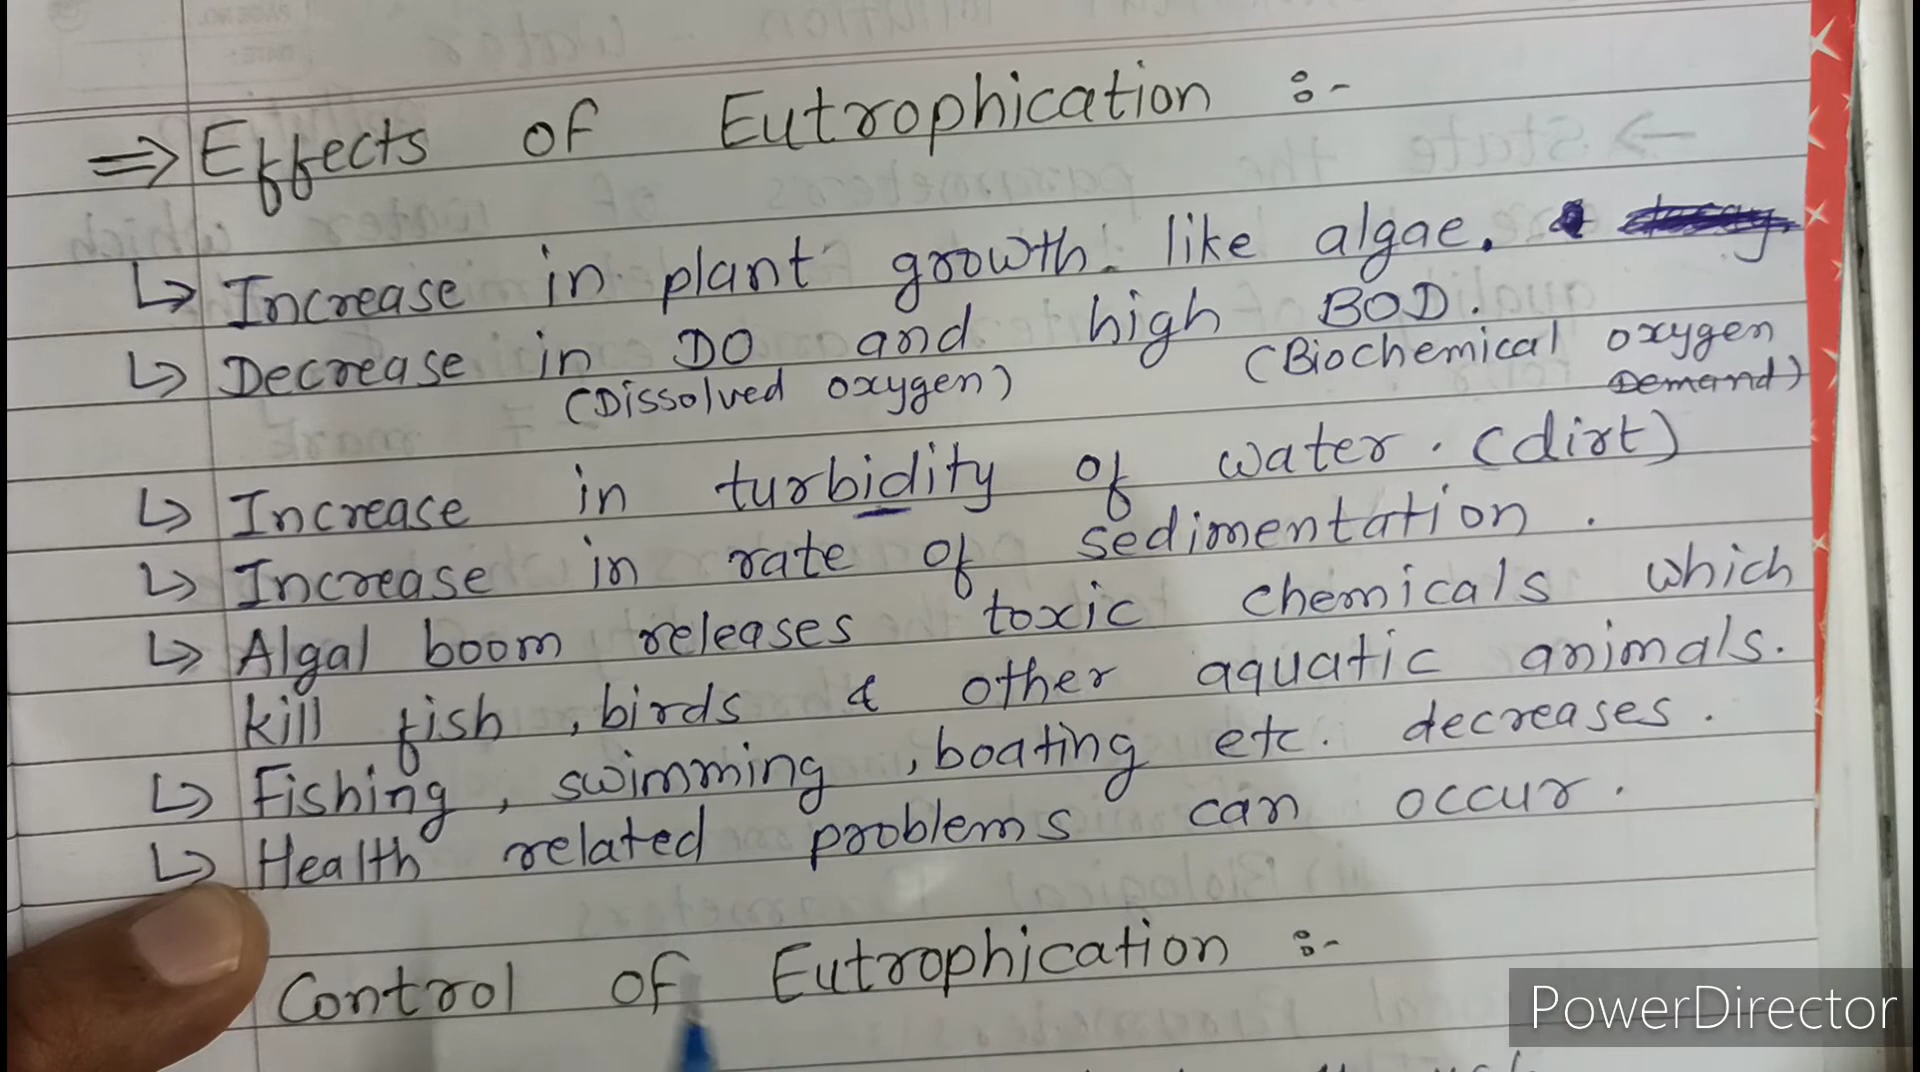 ⇒ Effects of Eutrophication :-
↳ Increase in plant growth like algae.
↳ Decrease in DO and high BOD.
(Dissolved oxygen) (Biochemical oxygen
Demand)
↳ Increase in turbidity of water. (dirt)
↳ Increase in rate of sedimentation.
↳ Algal boom releases toxic chemicals which
kill fish, birds & other aquatic animals.
↳ Fishing, swimming, boating etc. decreases.
↳ Health related problems can occur.
Control of Eutrophication :-
PowerDirector